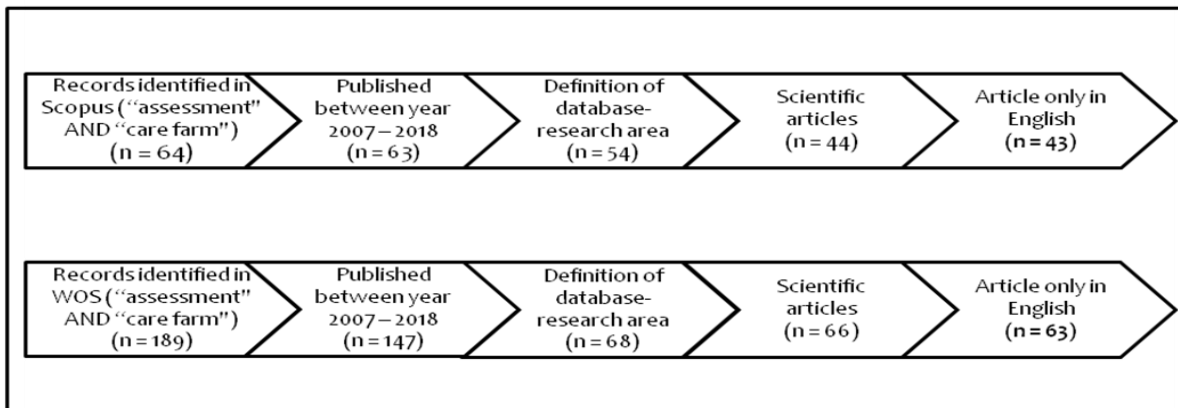 Records identified in
Scopus (“assessment”
AND “care farm”)
(n = 64)
Published
between year
2007–2018
(n = 63)
Definition of
database-
research area
(n = 54)
Scientific
articles
(n = 44)
Article only in
English
(n = 43)
Records identified in
WOS (“assessment”
AND “care farm”)
(n = 189)
Published
between year
2007–2018
(n = 147)
Definition of
database-
research area
(n = 68)
Scientific
articles
(n = 66)
Article only in
English
(n = 63)